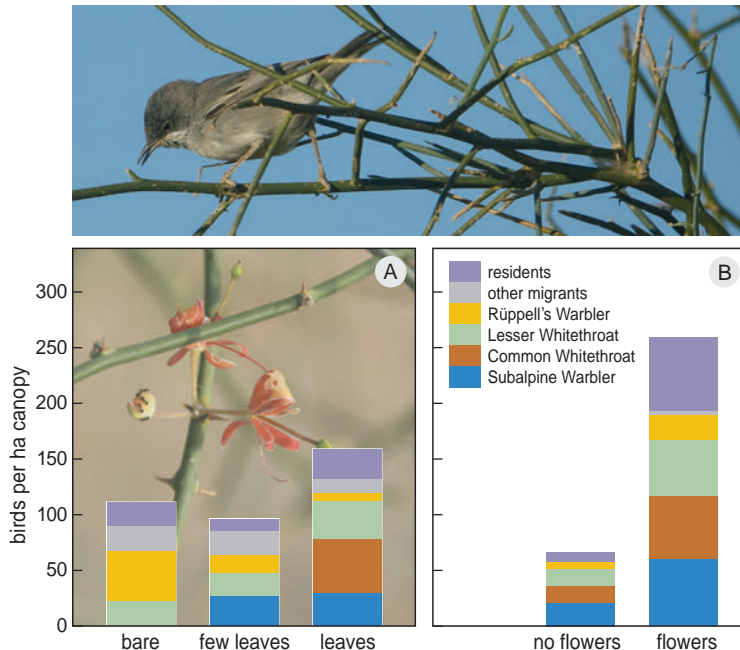 A
B
birds per ha canopy
300
250
200
150
100
50
0
bare
few leaves
leaves
residents
other migrants
Rüppell's Warbler
Lesser Whitethroat
Common Whitethroat
Subalpine Warbler
no flowers
flowers